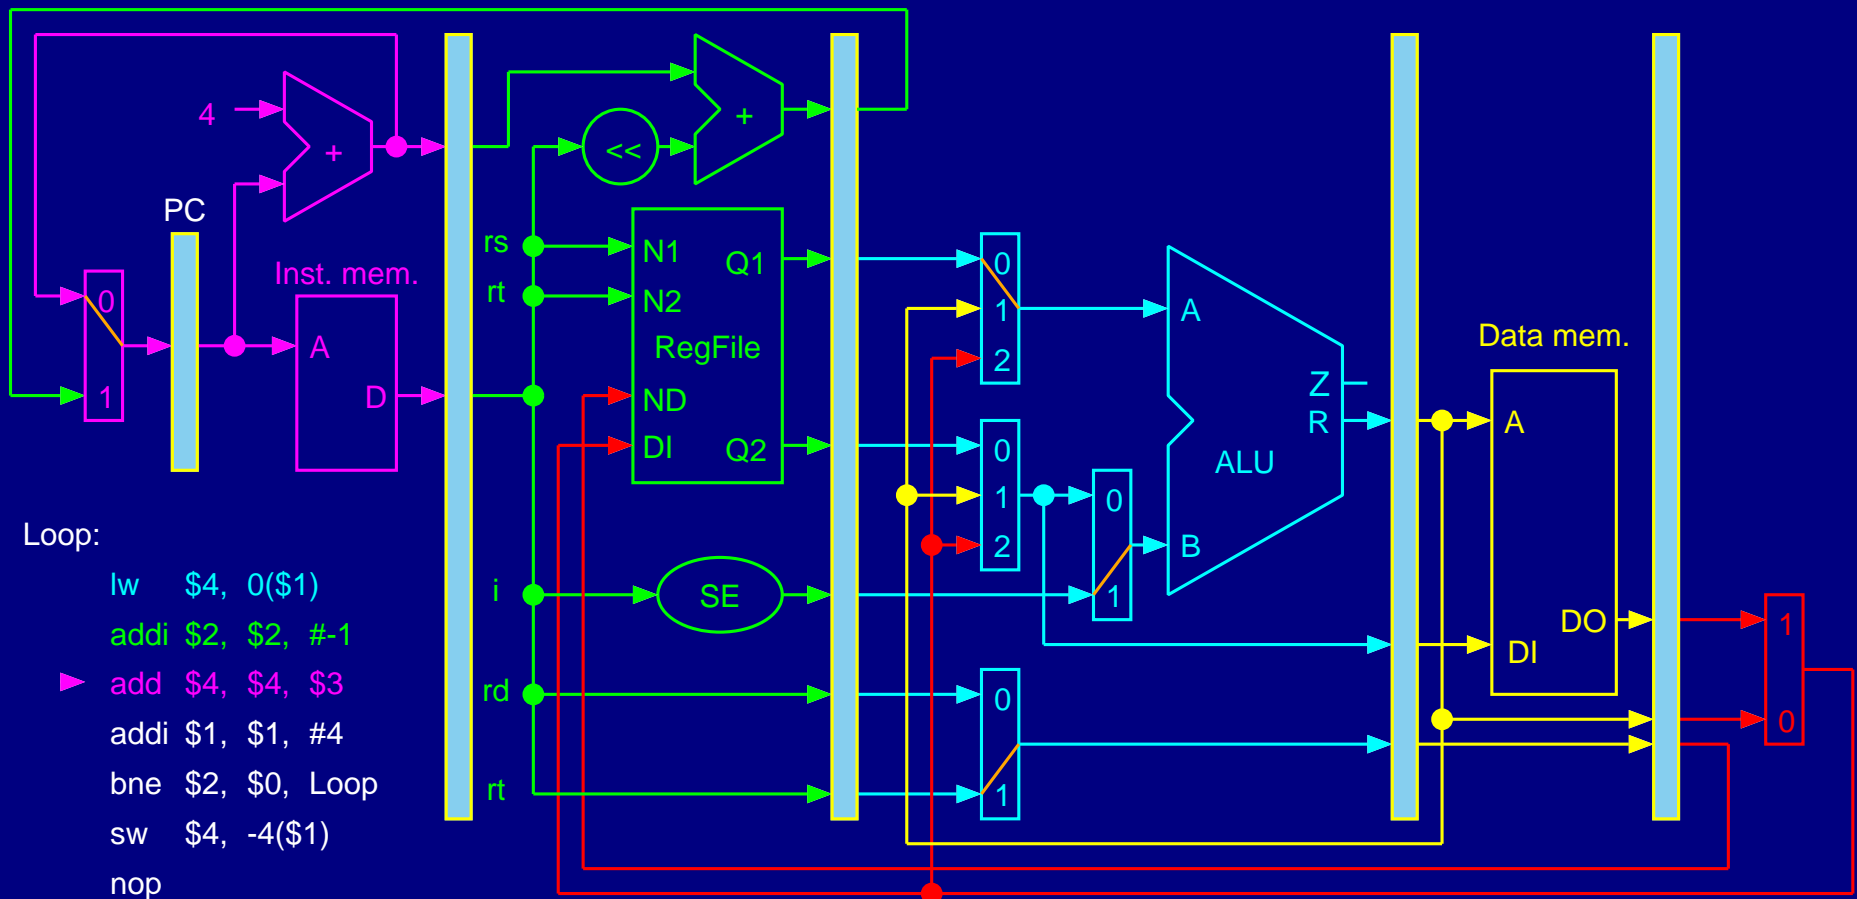 4
+
+
<<
PC
Inst. mem.
0
1
A
D
rs
rt
N1
N2
Q1
RegFile
ND
DI
Q2
i
SE
rd
rt
0
1
2
0
1
2
0
1
0
1
A
B
Z
R
ALU
Data mem.
A
DI
DO
1
0
Loop:
lw $4, 0($1)
addi $2, $2, #-1
add $4, $4, $3
addi $1, $1, #4
bne $2, $0, Loop
sw $4, -4($1)
nop